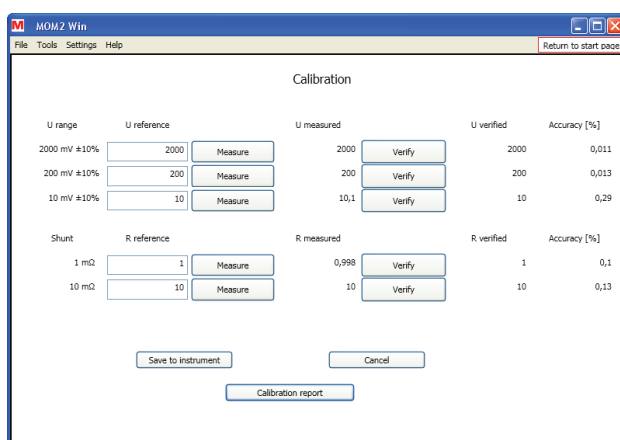 M MOM2 Win
File Tools Settings Help Return to start page
Calibration
U range U reference U measured U verified Accuracy [%]
2000 mV ±10% 2000 Measure 2000 Verify 2000 0,011
200 mV ±10% 200 Measure 200 Verify 200 0,013
10 mV ±10% 10 Measure 10,1 Verify 10 0,29
Shunt R reference R measured R verified Accuracy [%]
1 mΩ 1 Measure 0,998 Verify 1 0,1
10 mΩ 10 Measure 10 Verify 10 0,13
Save to instrument Cancel
Calibration report